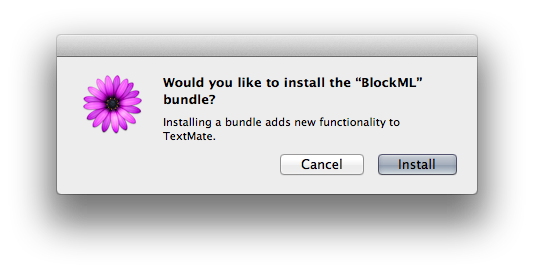 Would you like to install the “BlockML”
bundle?
Installing a bundle adds new functionality to
TextMate.
Cancel
Install